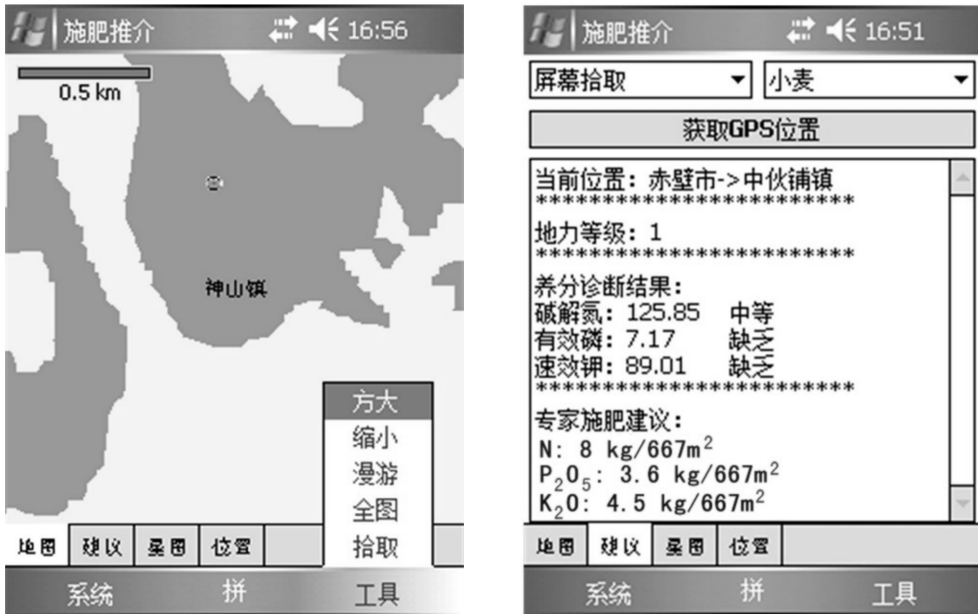 施肥推介 16:56
0.5 km
神山镇
方大
缩小
漫游
全图
拾取
地图 建议 星图 位置
系统 拼 工具
施肥推介 16:51
屏幕拾取 小麦
获取GPS位置
当前位置：赤壁市->中伙铺镇
************************
地力等级：1
************************
养分诊断结果：
碱解氮：125.85 中等
有效磷：7.17 缺乏
速效钾：89.01 缺乏
************************
专家施肥建议：
N: 8 kg/667m²
P₂O₅: 3.6 kg/667m²
K₂O: 4.5 kg/667m²
地图 建议 星图 位置
系统 拼 工具